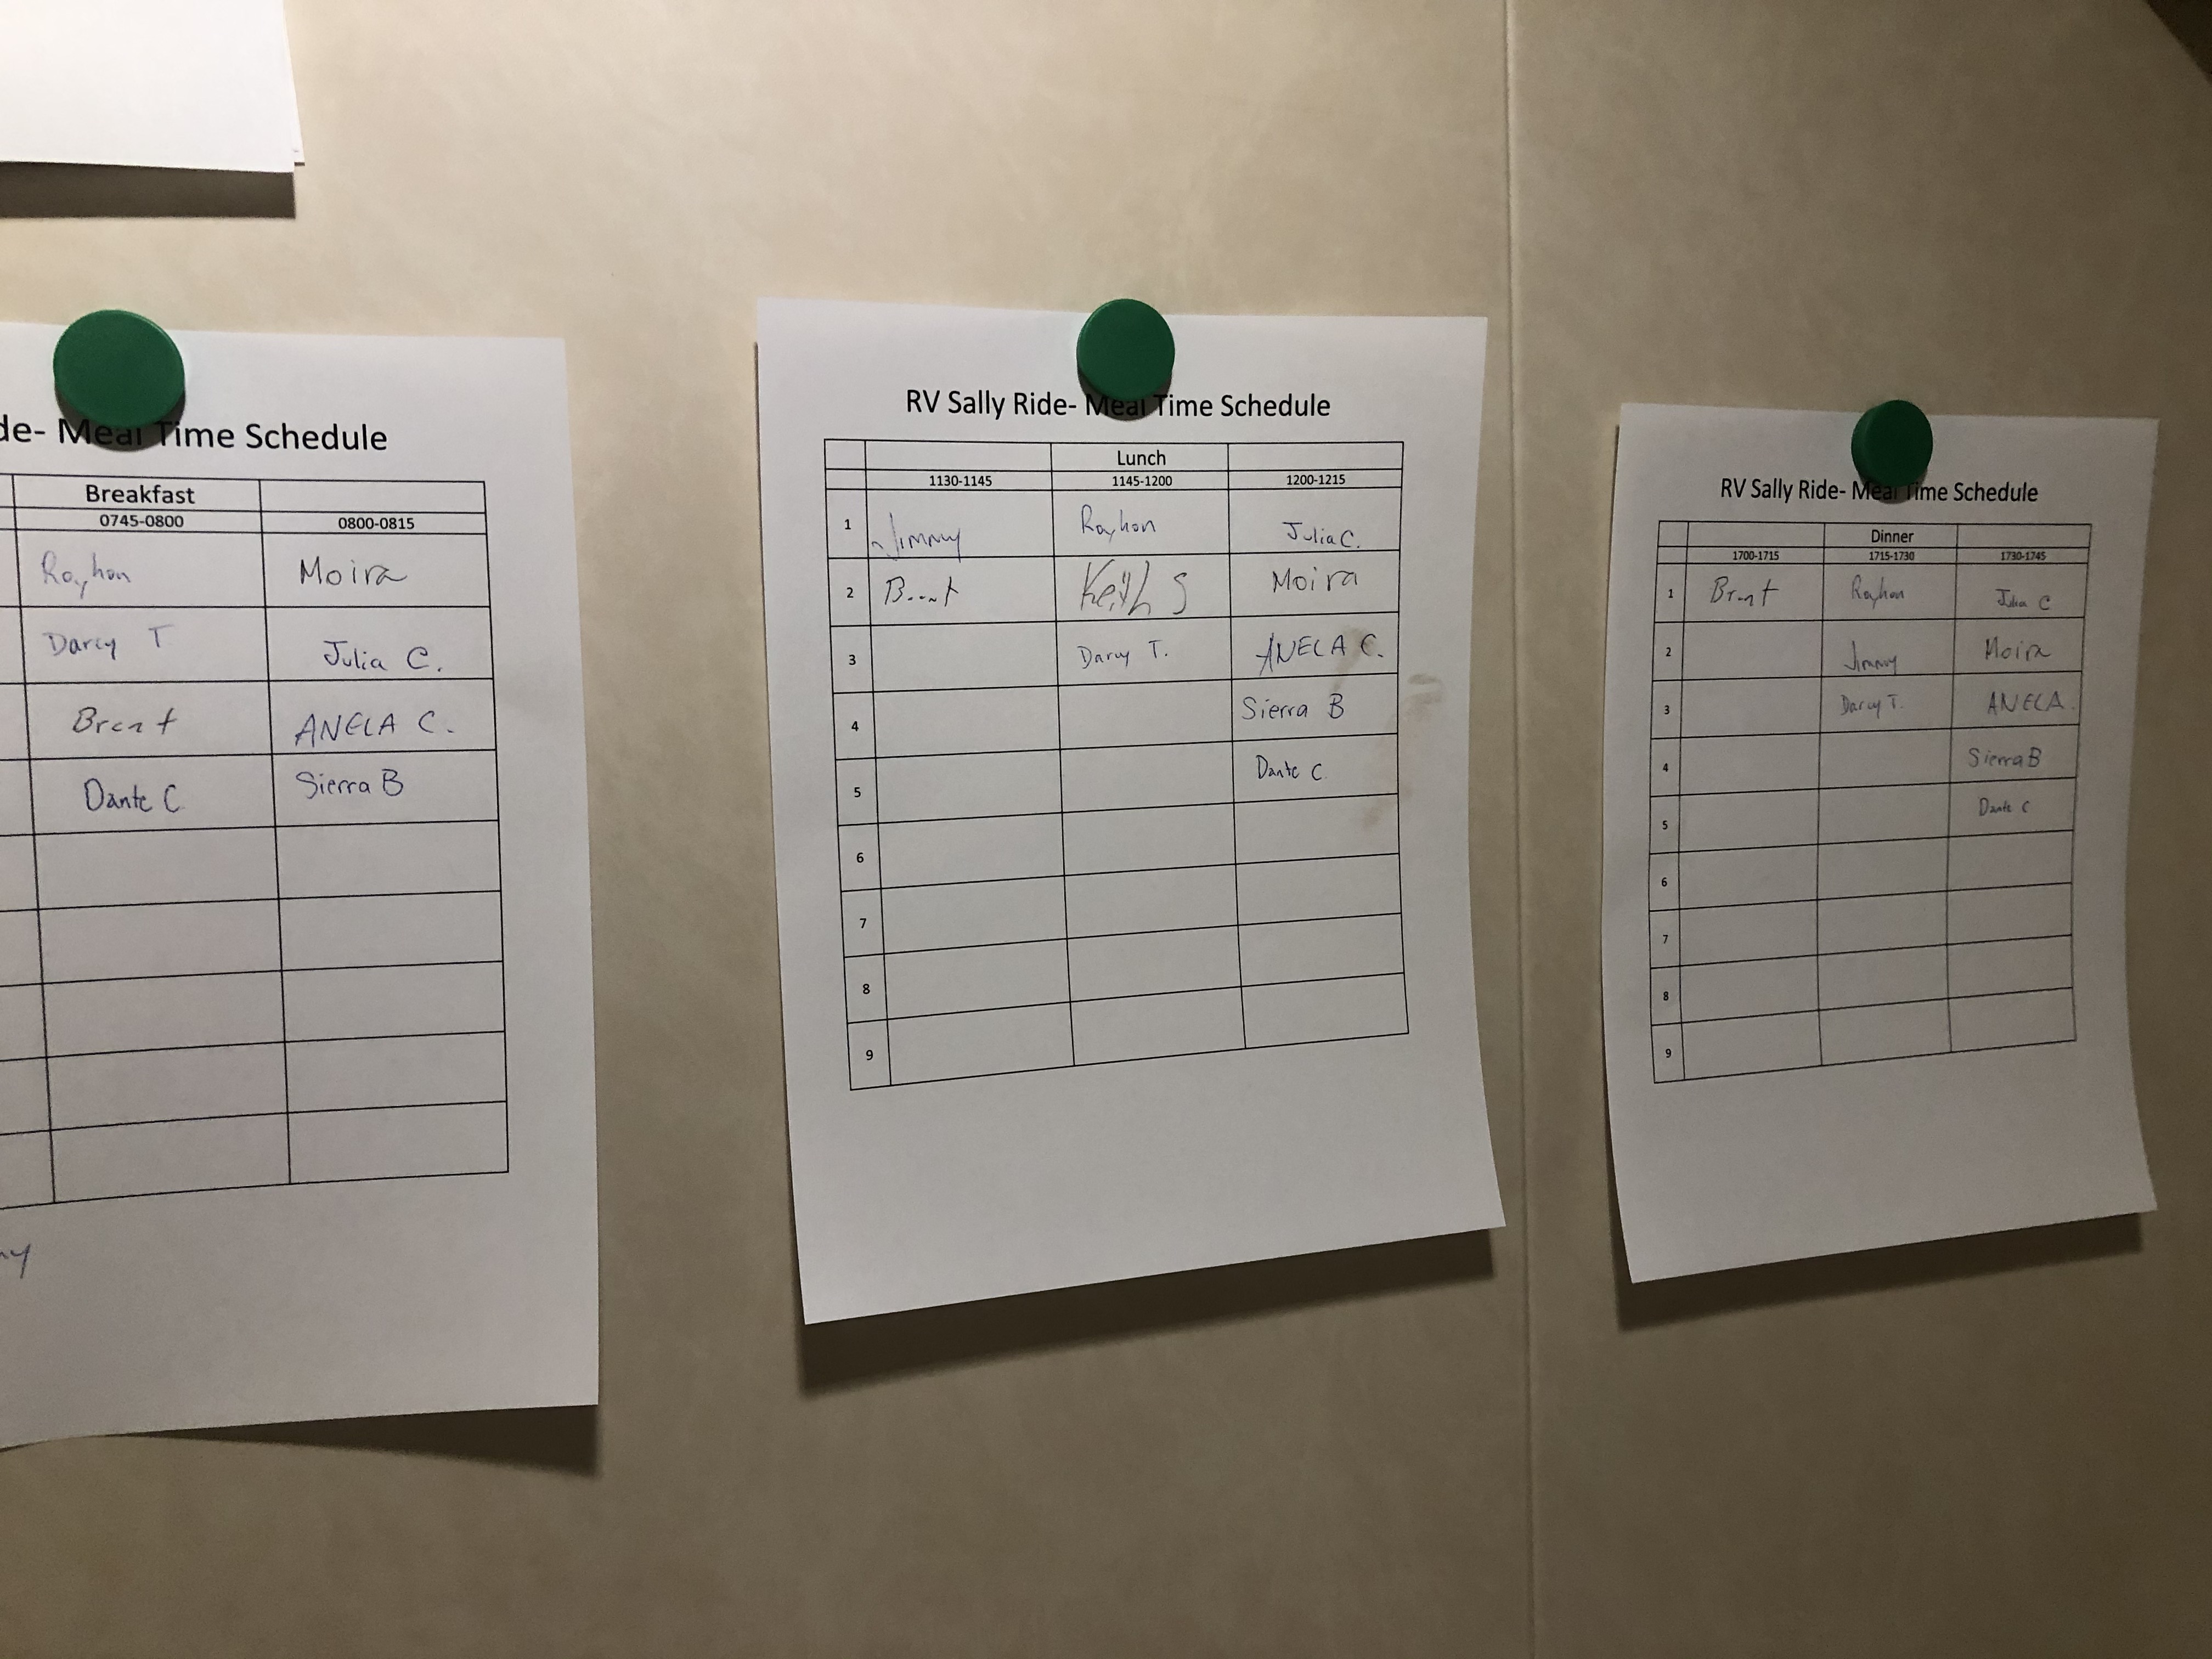 de- Meal Time Schedule
Breakfast
0745-0800 0800-0815
Rayhan Moira
Darcy T Julia C.
Brent ANELA C.
Dante C Sierra B
RV Sally Ride- Meal Time Schedule
Lunch
1130-1145 1145-1200 1200-1215
1 Jimmy Rayhan Julia C.
2 Brent Keith S Moira
3 Darcy T. ANELA C.
4 Sierra B
5 Dante C
6
7
8
9
RV Sally Ride- Meal Time Schedule
Dinner
1700-1715 1715-1730 1730-1745
1 Brent Rayhan Julia C
2 Jimmy Moira
3 Darcy T. ANELA
4 Sierra B
5 Dante C
6
7
8
9